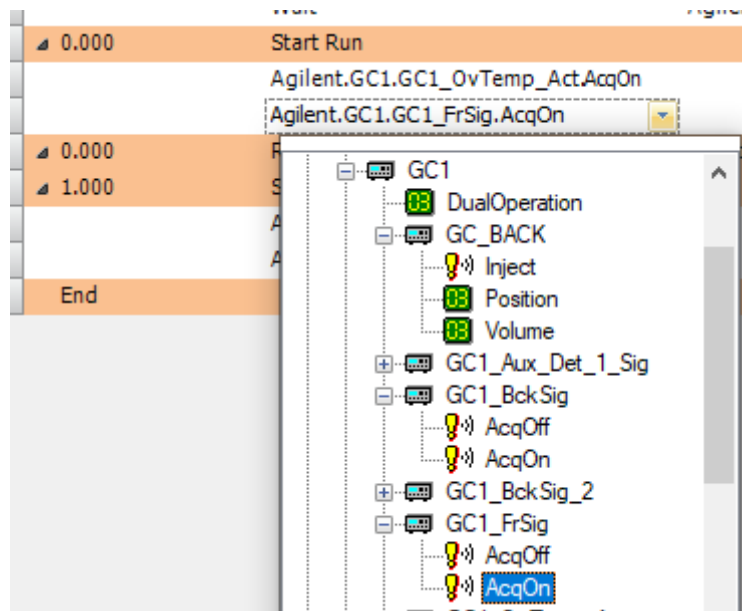 0.000 Start Run
Agilent.GC1.GC1_OvTemp_Act.AcqOn
Agilent.GC1.GC1_FrSig.AcqOn
0.000
1.000
End
GC1
DualOperation
GC_BACK
Inject
Position
Volume
GC1_Aux_Det_1_Sig
GC1_BckSig
AcqOff
AcqOn
GC1_BckSig_2
GC1_FrSig
AcqOff
AcqOn